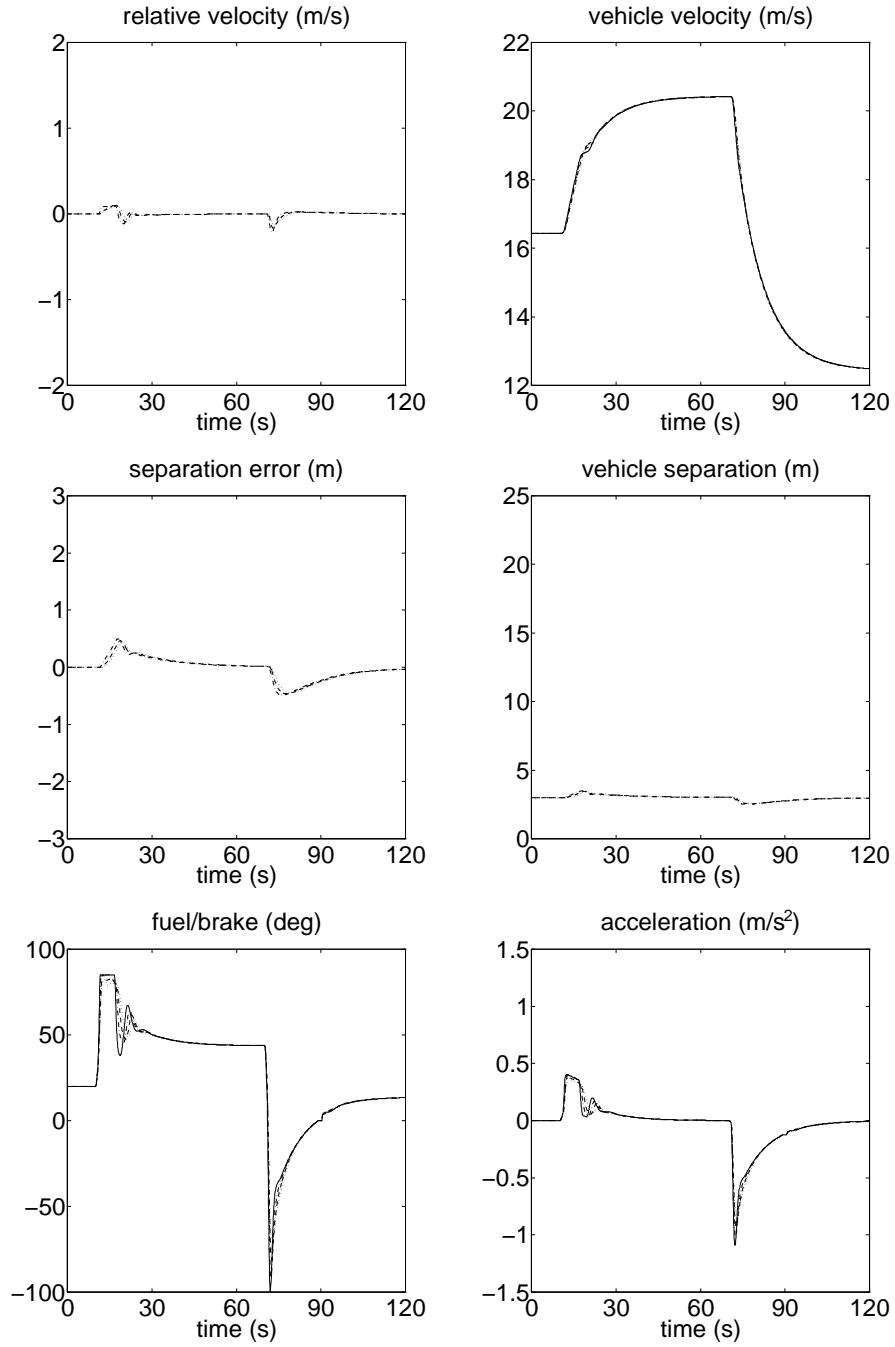 relative velocity (m/s)
2
1
0
−1
−2
0 30 60 90 120
time (s)
vehicle velocity (m/s)
22
20
18
16
14
12
0 30 60 90 120
time (s)
separation error (m)
3
2
1
0
−1
−2
−3
0 30 60 90 120
time (s)
vehicle separation (m)
25
20
15
10
5
0
0 30 60 90 120
time (s)
fuel/brake (deg)
100
50
0
−50
−100
0 30 60 90 120
time (s)
acceleration (m/s²)
1.5
1
0.5
0
−0.5
−1
−1.5
0 30 60 90 120
time (s)